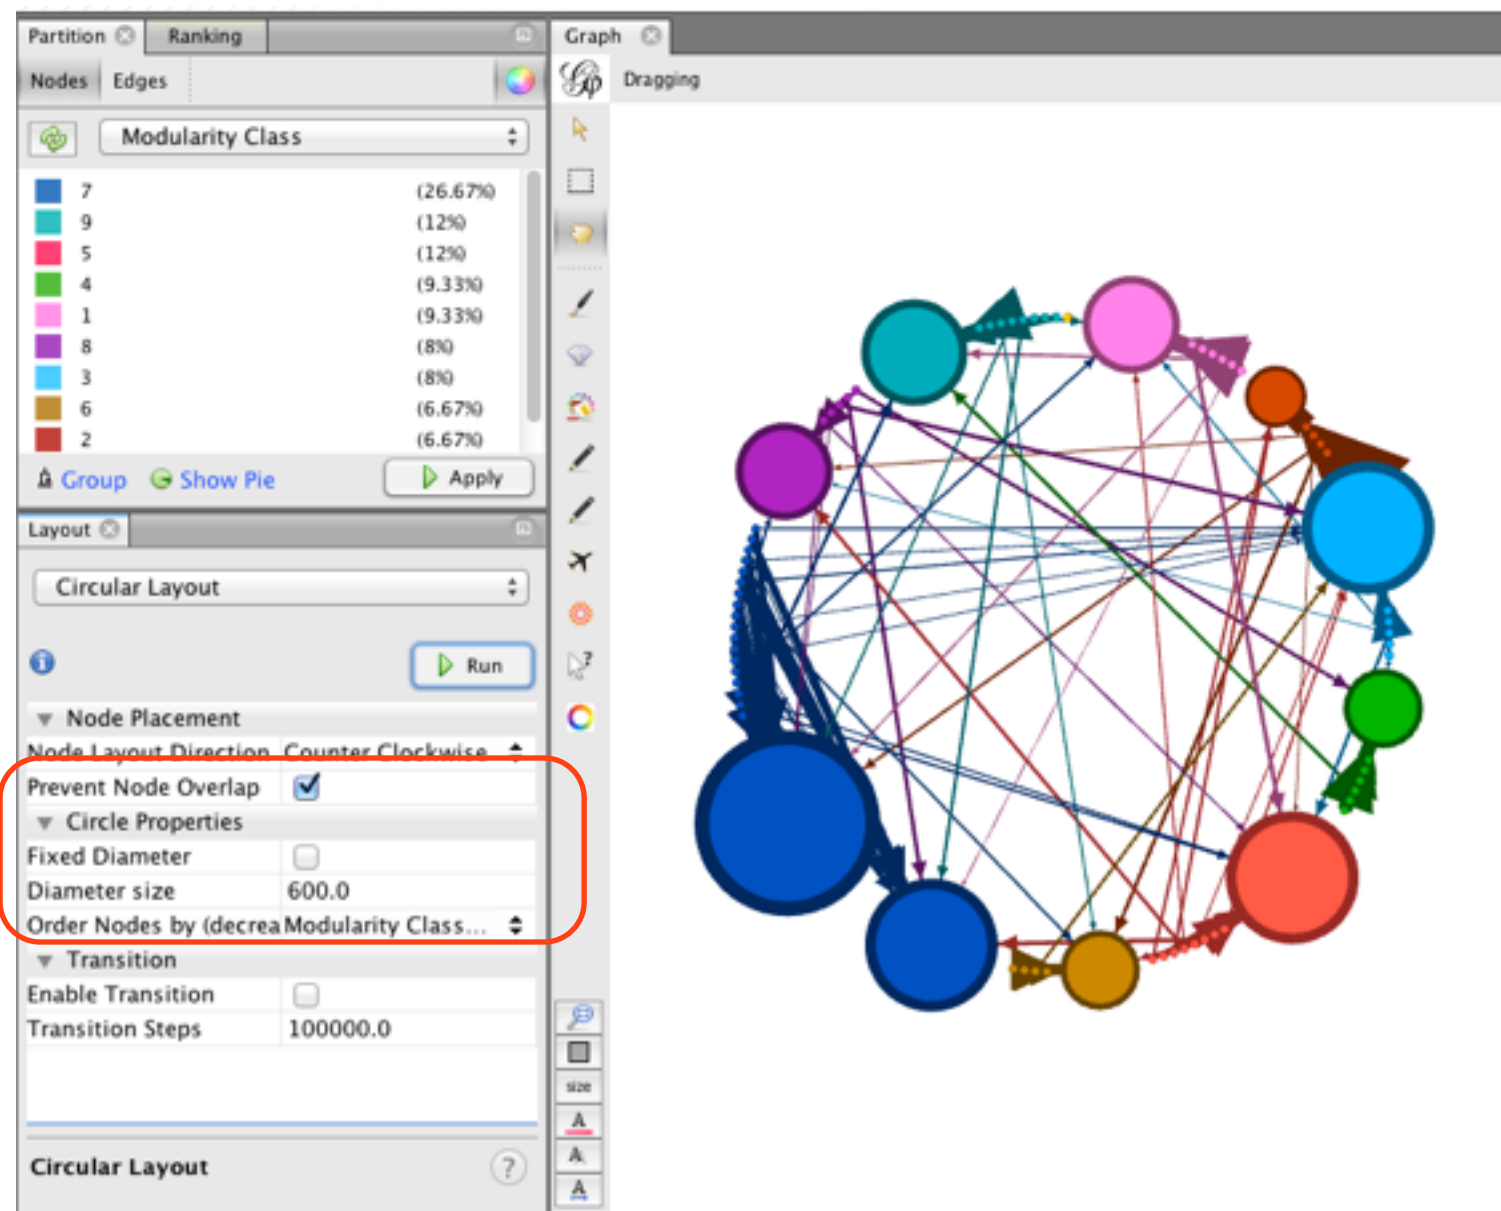 Partition Ranking
Nodes Edges
Modularity Class
7 (26.67%)
9 (12%)
5 (12%)
4 (9.33%)
1 (9.33%)
8 (8%)
3 (8%)
6 (6.67%)
2 (6.67%)
Group Show Pie Apply
Layout
Circular Layout
Run
Node Placement
Node Layout Direction Counter Clockwise
Prevent Node Overlap
Circle Properties
Fixed Diameter
Diameter size 600.0
Order Nodes by (decrea Modularity Class...
Transition
Enable Transition
Transition Steps 100000.0
Circular Layout ?
Graph
Dragging
?
size
A
A
A